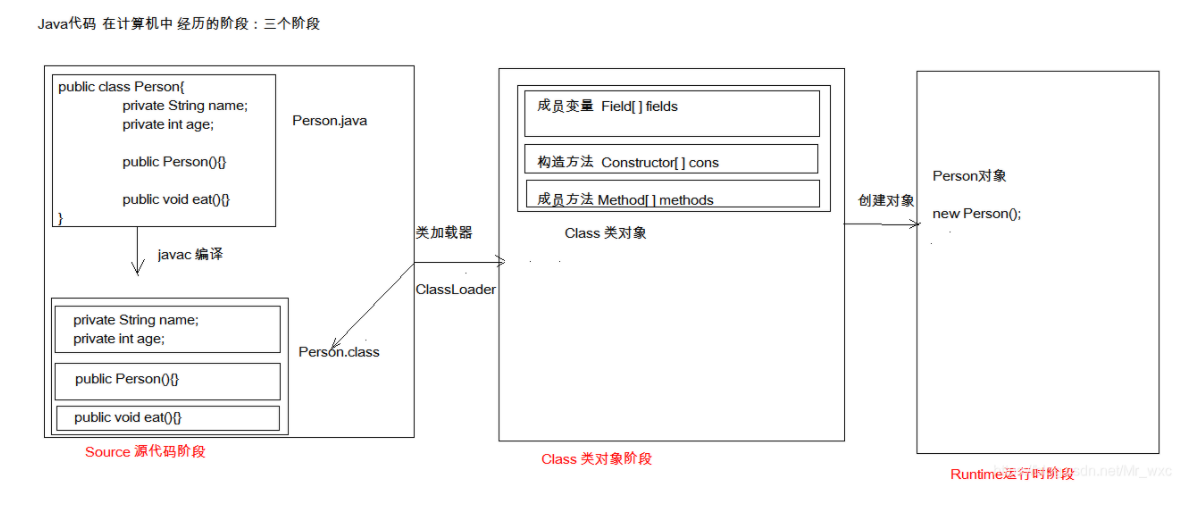 Java代码 在计算机中 经历的阶段：三个阶段
public class Person{
private String name;
private int age;
public Person(){}
public void eat(){}
}
Person.java
javac 编译
private String name;
private int age;
public Person(){}
public void eat(){}
Person.class
Source 源代码阶段
类加载器
ClassLoader
成员变量 Field[ ] fields
构造方法 Constructor[ ] cons
成员方法 Method[ ] methods
Class 类对象
Class 类对象阶段
创建对象
Person对象
new Person();
Runtime运行时阶段
dn.net/Mr_wxc